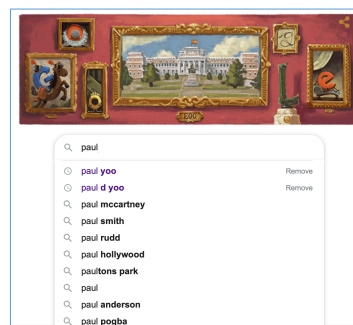 200
paul
paul yoo Remove
paul d yoo Remove
paul mccartney
paul smith
paul rudd
paul hollywood
paultons park
paul
paul anderson
paul pogba